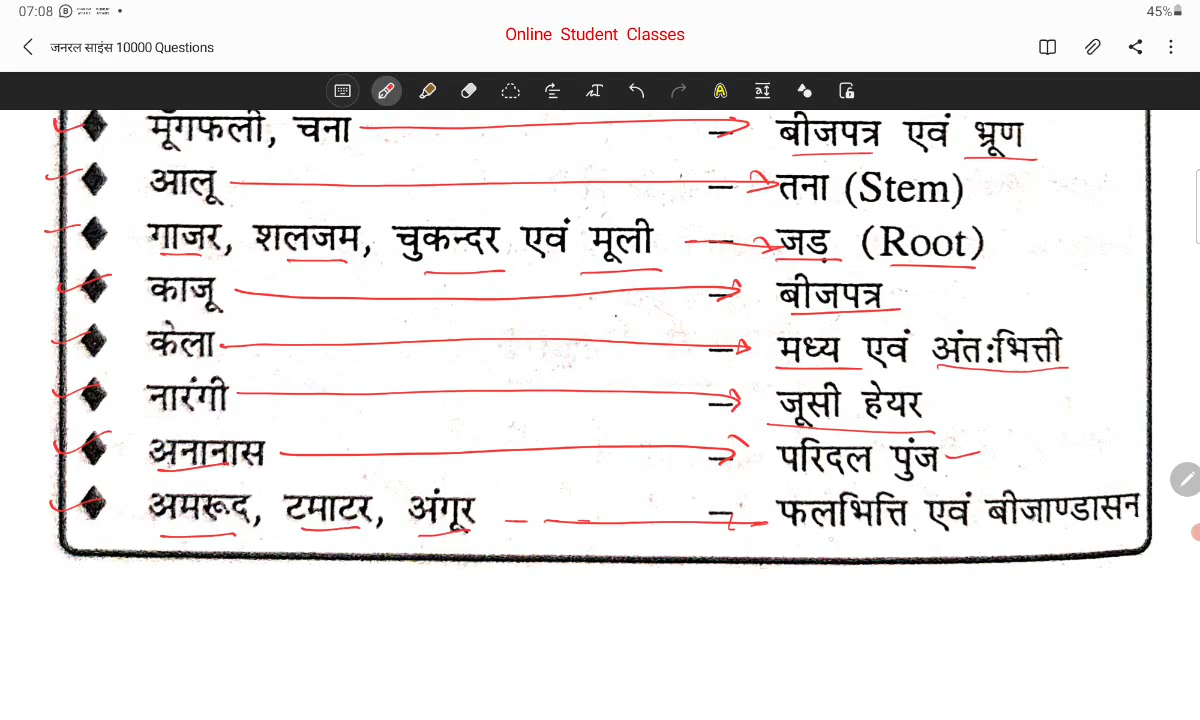 07:08
45%
Online Student Classes
जनरल साइंस 10000 Questions
मूँगफली, चना – बीजपत्र एवं भ्रूण
आलू – तना (Stem)
गाजर, शलजम, चुकन्दर एवं मूली – जड़ (Root)
काजू – बीजपत्र
केला – मध्य एवं अंत:भित्ती
नारंगी – जूसी हेयर
अनानास – परिदल पुंज
अमरूद, टमाटर, अंगूर – फलभित्ति एवं बीजाण्डासन